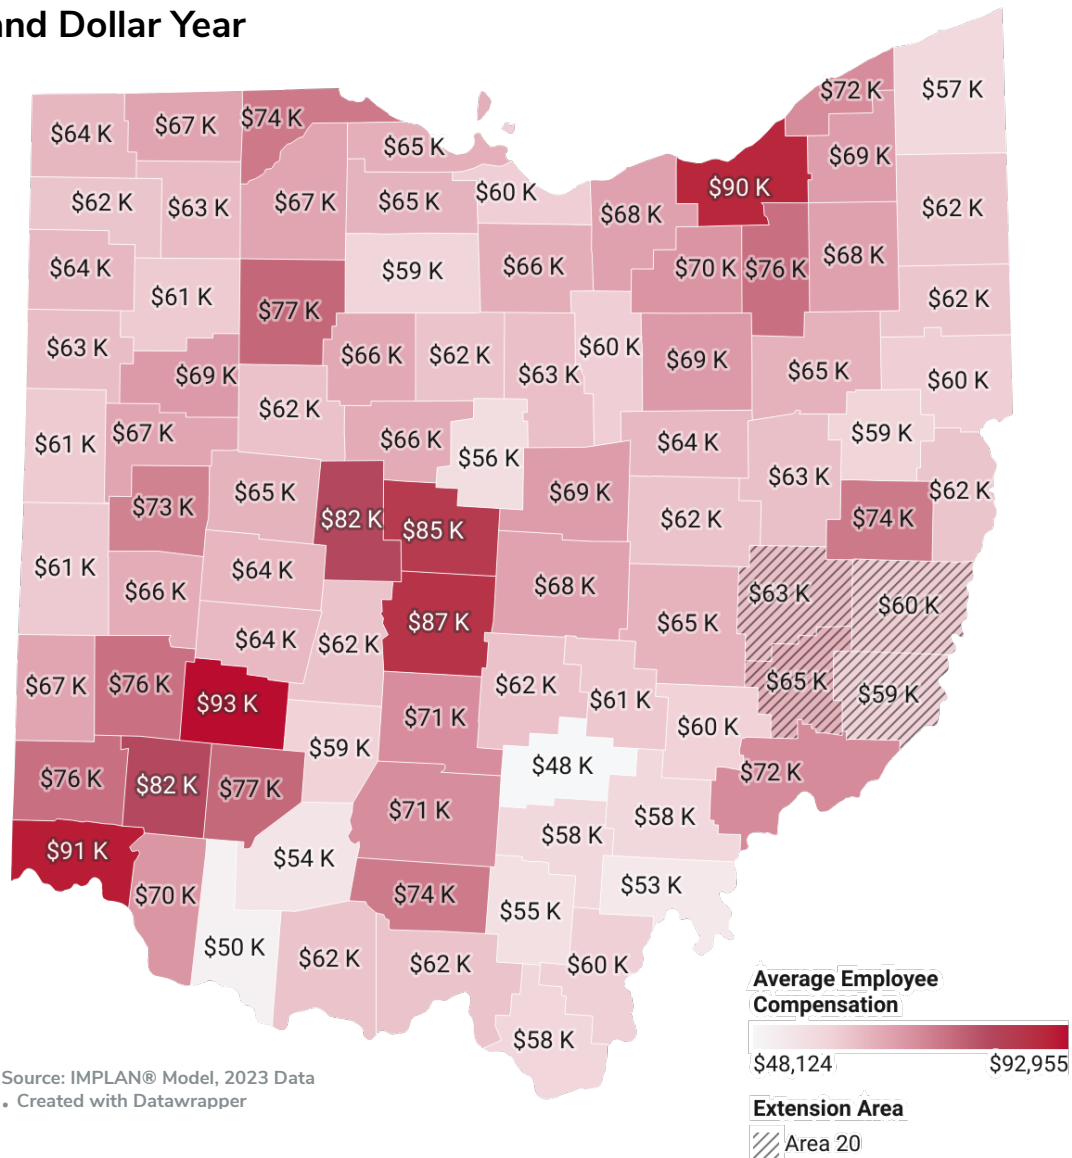 and Dollar Year
$72 K
$57 K
$64 K
$67 K
$74 K
$65 K
$69 K
$90 K
$62 K
$63 K
$67 K
$65 K
$60 K
$68 K
$62 K
$64 K
$61 K
$77 K
$59 K
$66 K
$70 K
$76 K
$68 K
$62 K
$63 K
$69 K
$66 K
$62 K
$63 K
$60 K
$69 K
$65 K
$60 K
$61 K
$67 K
$62 K
$66 K
$56 K
$64 K
$59 K
$73 K
$65 K
$82 K
$85 K
$69 K
$62 K
$63 K
$74 K
$62 K
$61 K
$66 K
$64 K
$68 K
$63 K
$60 K
$64 K
$62 K
$87 K
$65 K
$67 K
$76 K
$93 K
$62 K
$61 K
$65 K
$59 K
$59 K
$71 K
$60 K
$76 K
$82 K
$77 K
$48 K
$72 K
$71 K
$58 K
$58 K
$91 K
$54 K
$70 K
$74 K
$55 K
$53 K
$50 K
$62 K
$62 K
$60 K
$58 K
Average Employee
Compensation
$48,124 $92,955
Extension Area
Area 20
Source: IMPLAN® Model, 2023 Data
. Created with Datawrapper